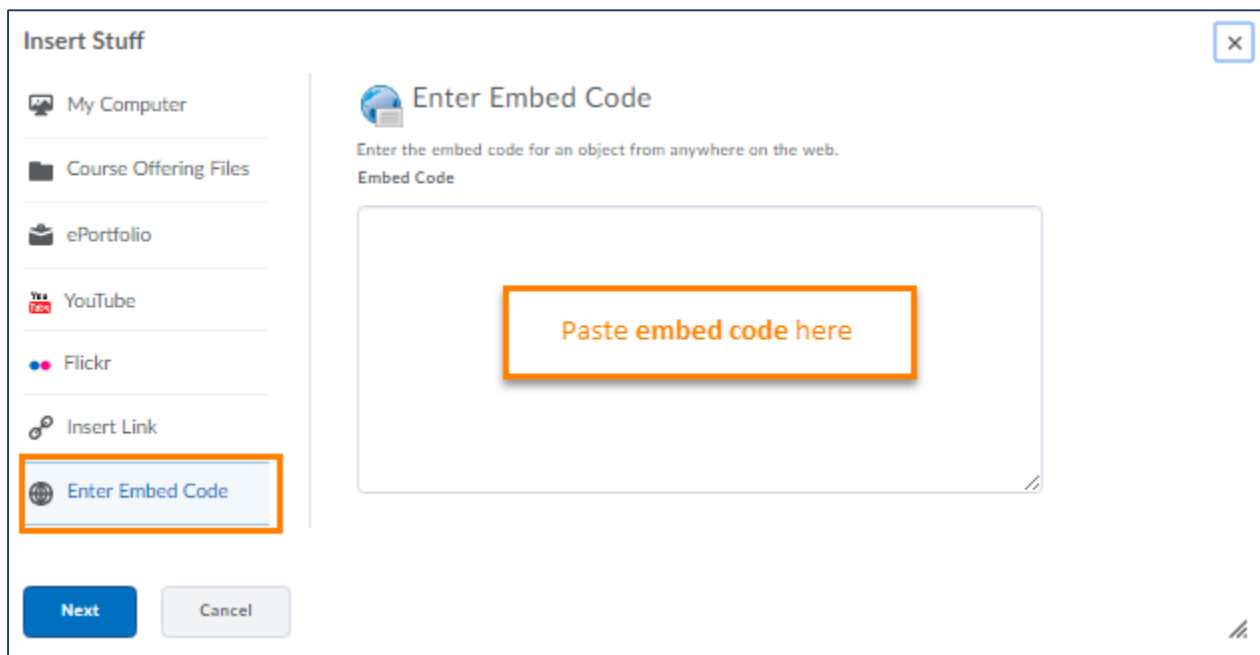 Insert Stuff
My Computer
Course Offering Files
ePortfolio
You
Tube
YouTube
Flickr
Insert Link
Enter Embed Code
Enter Embed Code
Enter the embed code for an object from anywhere on the web.
Embed Code
Paste embed code here
Next
Cancel